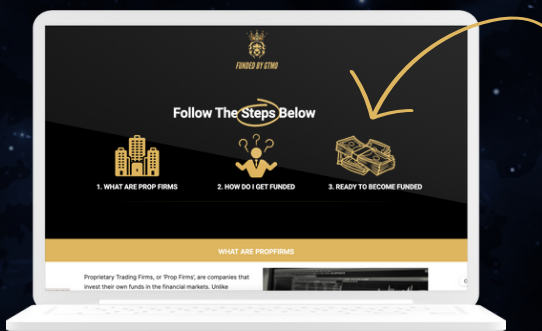 FUNDED BY GTMO
Follow The Steps Below
1. WHAT ARE PROP FIRMS
2. HOW DO I GET FUNDED
3. READY TO BECOME FUNDED
WHAT ARE PROPFIRMS
Proprietary Trading Firms, or 'Prop Firms', are companies that
invest their own funds in the financial markets. Unlike